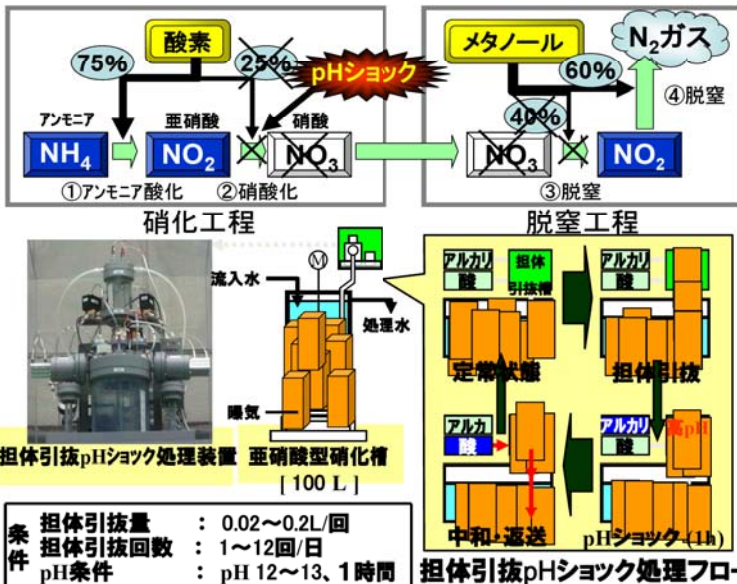 酸素
75%
25%
pHショック
アンモニア
亜硝酸
硝酸
NH4
NO2
NO3
①アンモニア酸化
②硝酸化
硝化工程
メタノール
N2ガス
60%
40%
④脱窒
NO3
NO2
③脱窒
脱窒工程
M
流入水
処理水
曝気
担体引抜pHショック処理装置
亜硝酸型硝化槽
[ 100 L ]
アルカリ
酸
担体
引抜槽
定常状態
アルカリ
酸
担体引抜
アルカ
酸
中和・返送
アルカリ
酸
高pH
pHショック(1h)
担体引抜pHショック処理フロー
条件
担体引抜量 : 0.02～0.2L/回
担体引抜回数 : 1～12回/日
pH条件 : pH 12～13、1時間